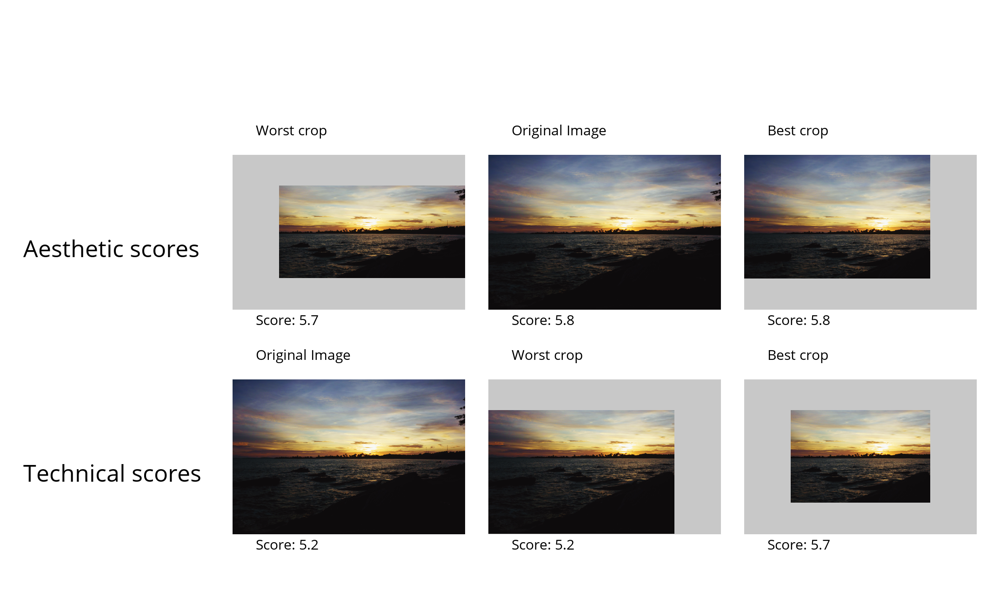 Worst crop
Original Image
Best crop
Aesthetic scores
Score: 5.7
Score: 5.8
Score: 5.8
Original Image
Worst crop
Best crop
Technical scores
Score: 5.2
Score: 5.2
Score: 5.7